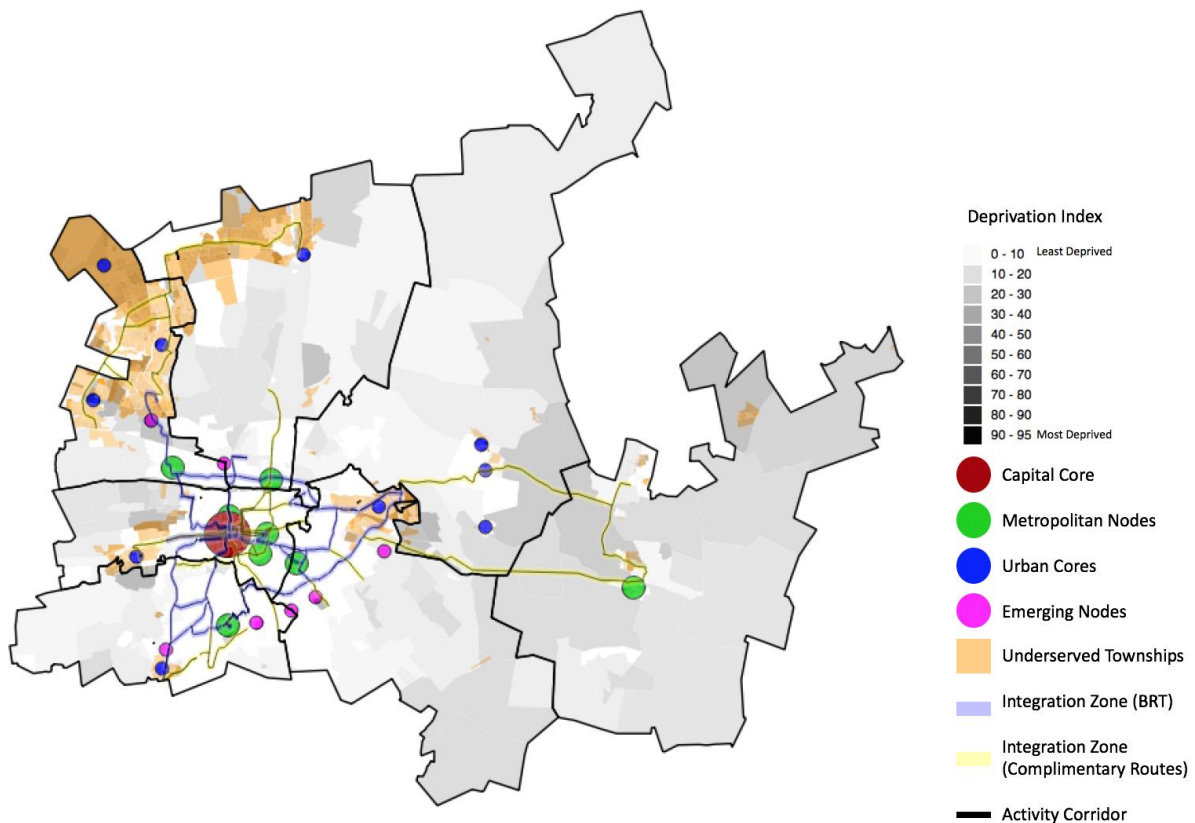 Deprivation Index
0 - 10 Least Deprived
10 - 20
20 - 30
30 - 40
40 - 50
50 - 60
60 - 70
70 - 80
80 - 90
90 - 95 Most Deprived
Capital Core
Metropolitan Nodes
Urban Cores
Emerging Nodes
Underserved Townships
Integration Zone (BRT)
Integration Zone
(Complimentary Routes)
Activity Corridor